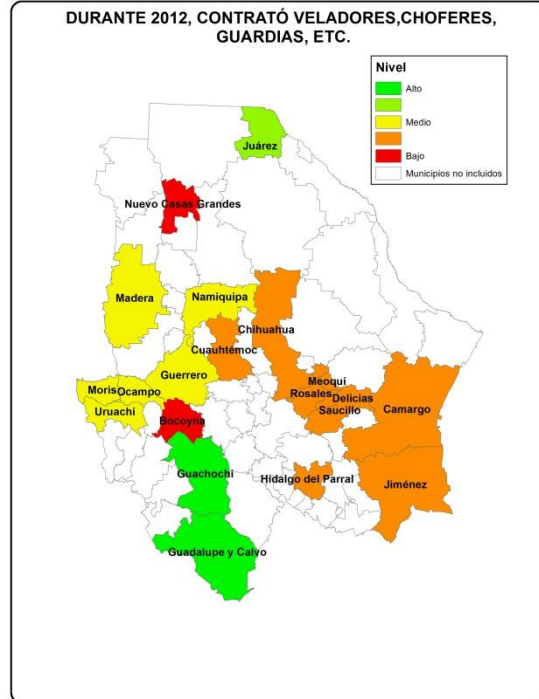 DURANTE 2012, CONTRATÓ VELADORES,CHOFERES,
GUARDIAS, ETC.
Nivel
Alto
Medio
Bajo
Municipios no incluidos
Juárez
Nuevo Casas Grandes
Madera
Namiquipa
Chihuahua
Cuauhtémoc
Guerrero
Moris
Ocampo
Uruachi
Meoqui
Rosales
Delicias
Saucillo
Camargo
Bocoyna
Guachochi
Hidalgo del Parral
Jiménez
Guadalupe y Calvo